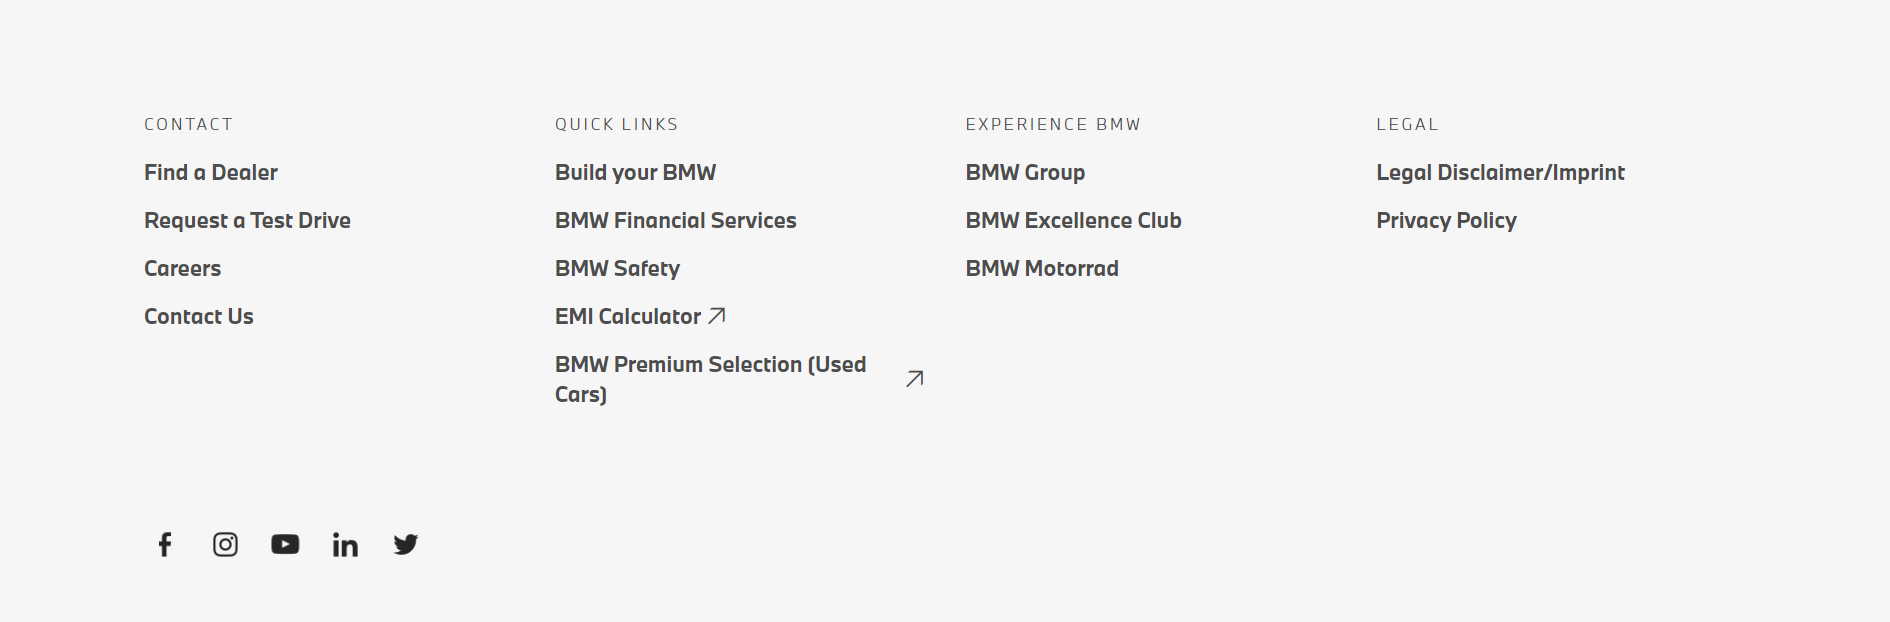 CONTACT
Find a Dealer
Request a Test Drive
Careers
Contact Us
QUICK LINKS
Build your BMW
BMW Financial Services
BMW Safety
EMI Calculator
BMW Premium Selection (Used
Cars)
EXPERIENCE BMW
BMW Group
BMW Excellence Club
BMW Motorrad
LEGAL
Legal Disclaimer/Imprint
Privacy Policy